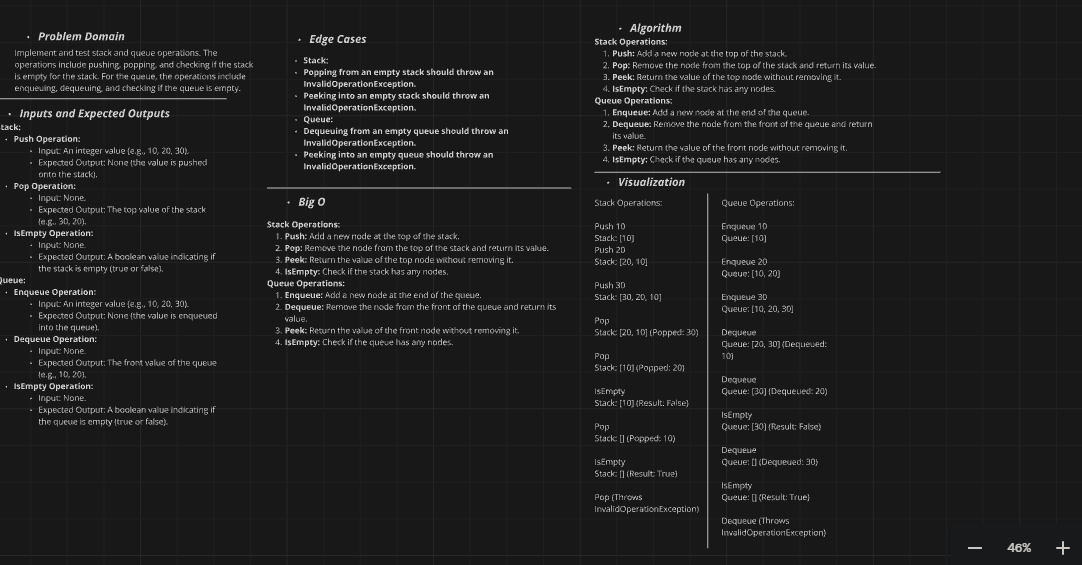 Problem Domain
Implement and test stack and queue operations. The
operations include pushing, popping, and checking if the stack
is empty for the stack. For the queue, the operations include
enqueuing, dequeuing, and checking if the queue is empty.
Inputs and Expected Outputs
tack:
Push Operation:
Input: An integer value (e.g., 10, 20, 30).
Expected Output: None (the value is pushed
onto the stack).
Pop Operation:
Input: None.
Expected Output: The top value of the stack
(e.g., 30, 20).
IsEmpty Operation:
Input: None.
Expected Output: A boolean value indicating if
the stack is empty (true or false).
Queue:
Enqueue Operation:
Input: An integer value (e.g., 10, 20, 30).
Expected Output: None (the value is enqueued
into the queue).
Dequeue Operation:
Input: None.
Expected Output: The front value of the queue
(e.g., 10, 20).
IsEmpty Operation:
Input: None.
Expected Output: A boolean value indicating if
the queue is empty (true or false).
Edge Cases
Stack:
Popping from an empty stack should throw an
InvalidOperationException.
Peeking into an empty stack should throw an
InvalidOperationException.
Queue:
Dequeuing from an empty queue should throw an
InvalidOperationException.
Peeking into an empty queue should throw an
InvalidOperationException.
Big O
Stack Operations:
1. Push: Add a new node at the top of the stack.
2. Pop: Remove the node from the top of the stack and return its value.
3. Peek: Return the value of the top node without removing it.
4. IsEmpty: Check if the stack has any nodes.
Queue Operations:
1. Enqueue: Add a new node at the end of the queue.
2. Dequeue: Remove the node from the front of the queue and return its
value.
3. Peek: Return the value of the front node without removing it.
4. IsEmpty: Check if the queue has any nodes.
Algorithm
Stack Operations:
1. Push: Add a new node at the top of the stack.
2. Pop: Remove the node from the top of the stack and return its value.
3. Peek: Return the value of the top node without removing it.
4. IsEmpty: Check if the stack has any nodes.
Queue Operations:
1. Enqueue: Add a new node at the end of the queue.
2. Dequeue: Remove the node from the front of the queue and return
its value.
3. Peek: Return the value of the front node without removing it.
4. IsEmpty: Check if the queue has any nodes.
Visualization
Stack Operations:
Push 10
Stack: [10]
Push 20
Stack: [20, 10]
Push 30
Stack: [30, 20, 10]
Pop
Stack: [20, 10] (Popped: 30)
Pop
Stack: [10] (Popped: 20)
IsEmpty
Stack: [10] (Result: False)
Pop
Stack: [] (Popped: 10)
IsEmpty
Stack: [] (Result: True)
Pop (Throws
InvalidOperationException)
Queue Operations:
Enqueue 10
Queue: [10]
Enqueue 20
Queue: [10, 20]
Enqueue 30
Queue: [10, 20, 30]
Dequeue
Queue: [20, 30] (Dequeued:
10)
Dequeue
Queue: [30] (Dequeued: 20)
IsEmpty
Queue: [30] (Result: False)
Dequeue
Queue: [] (Dequeued: 30)
IsEmpty
Queue: [] (Result: True)
Dequeue (Throws
InvalidOperationException)
46%